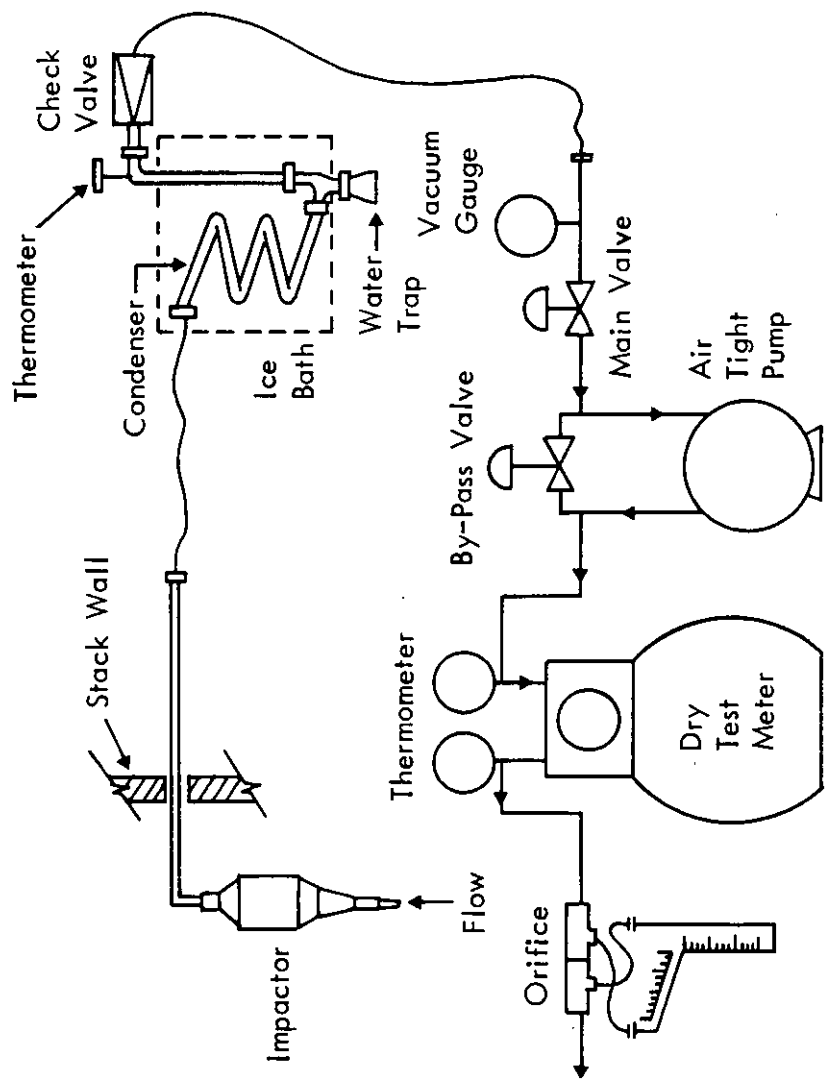 Thermometer
Check
Valve
Condenser
Ice
Bath
Water
Trap
Stack Wall
Impactor
Flow
Vacuum
Gauge
Main Valve
By-Pass Valve
Air
Tight
Pump
Thermometer
Dry
Test
Meter
Orifice